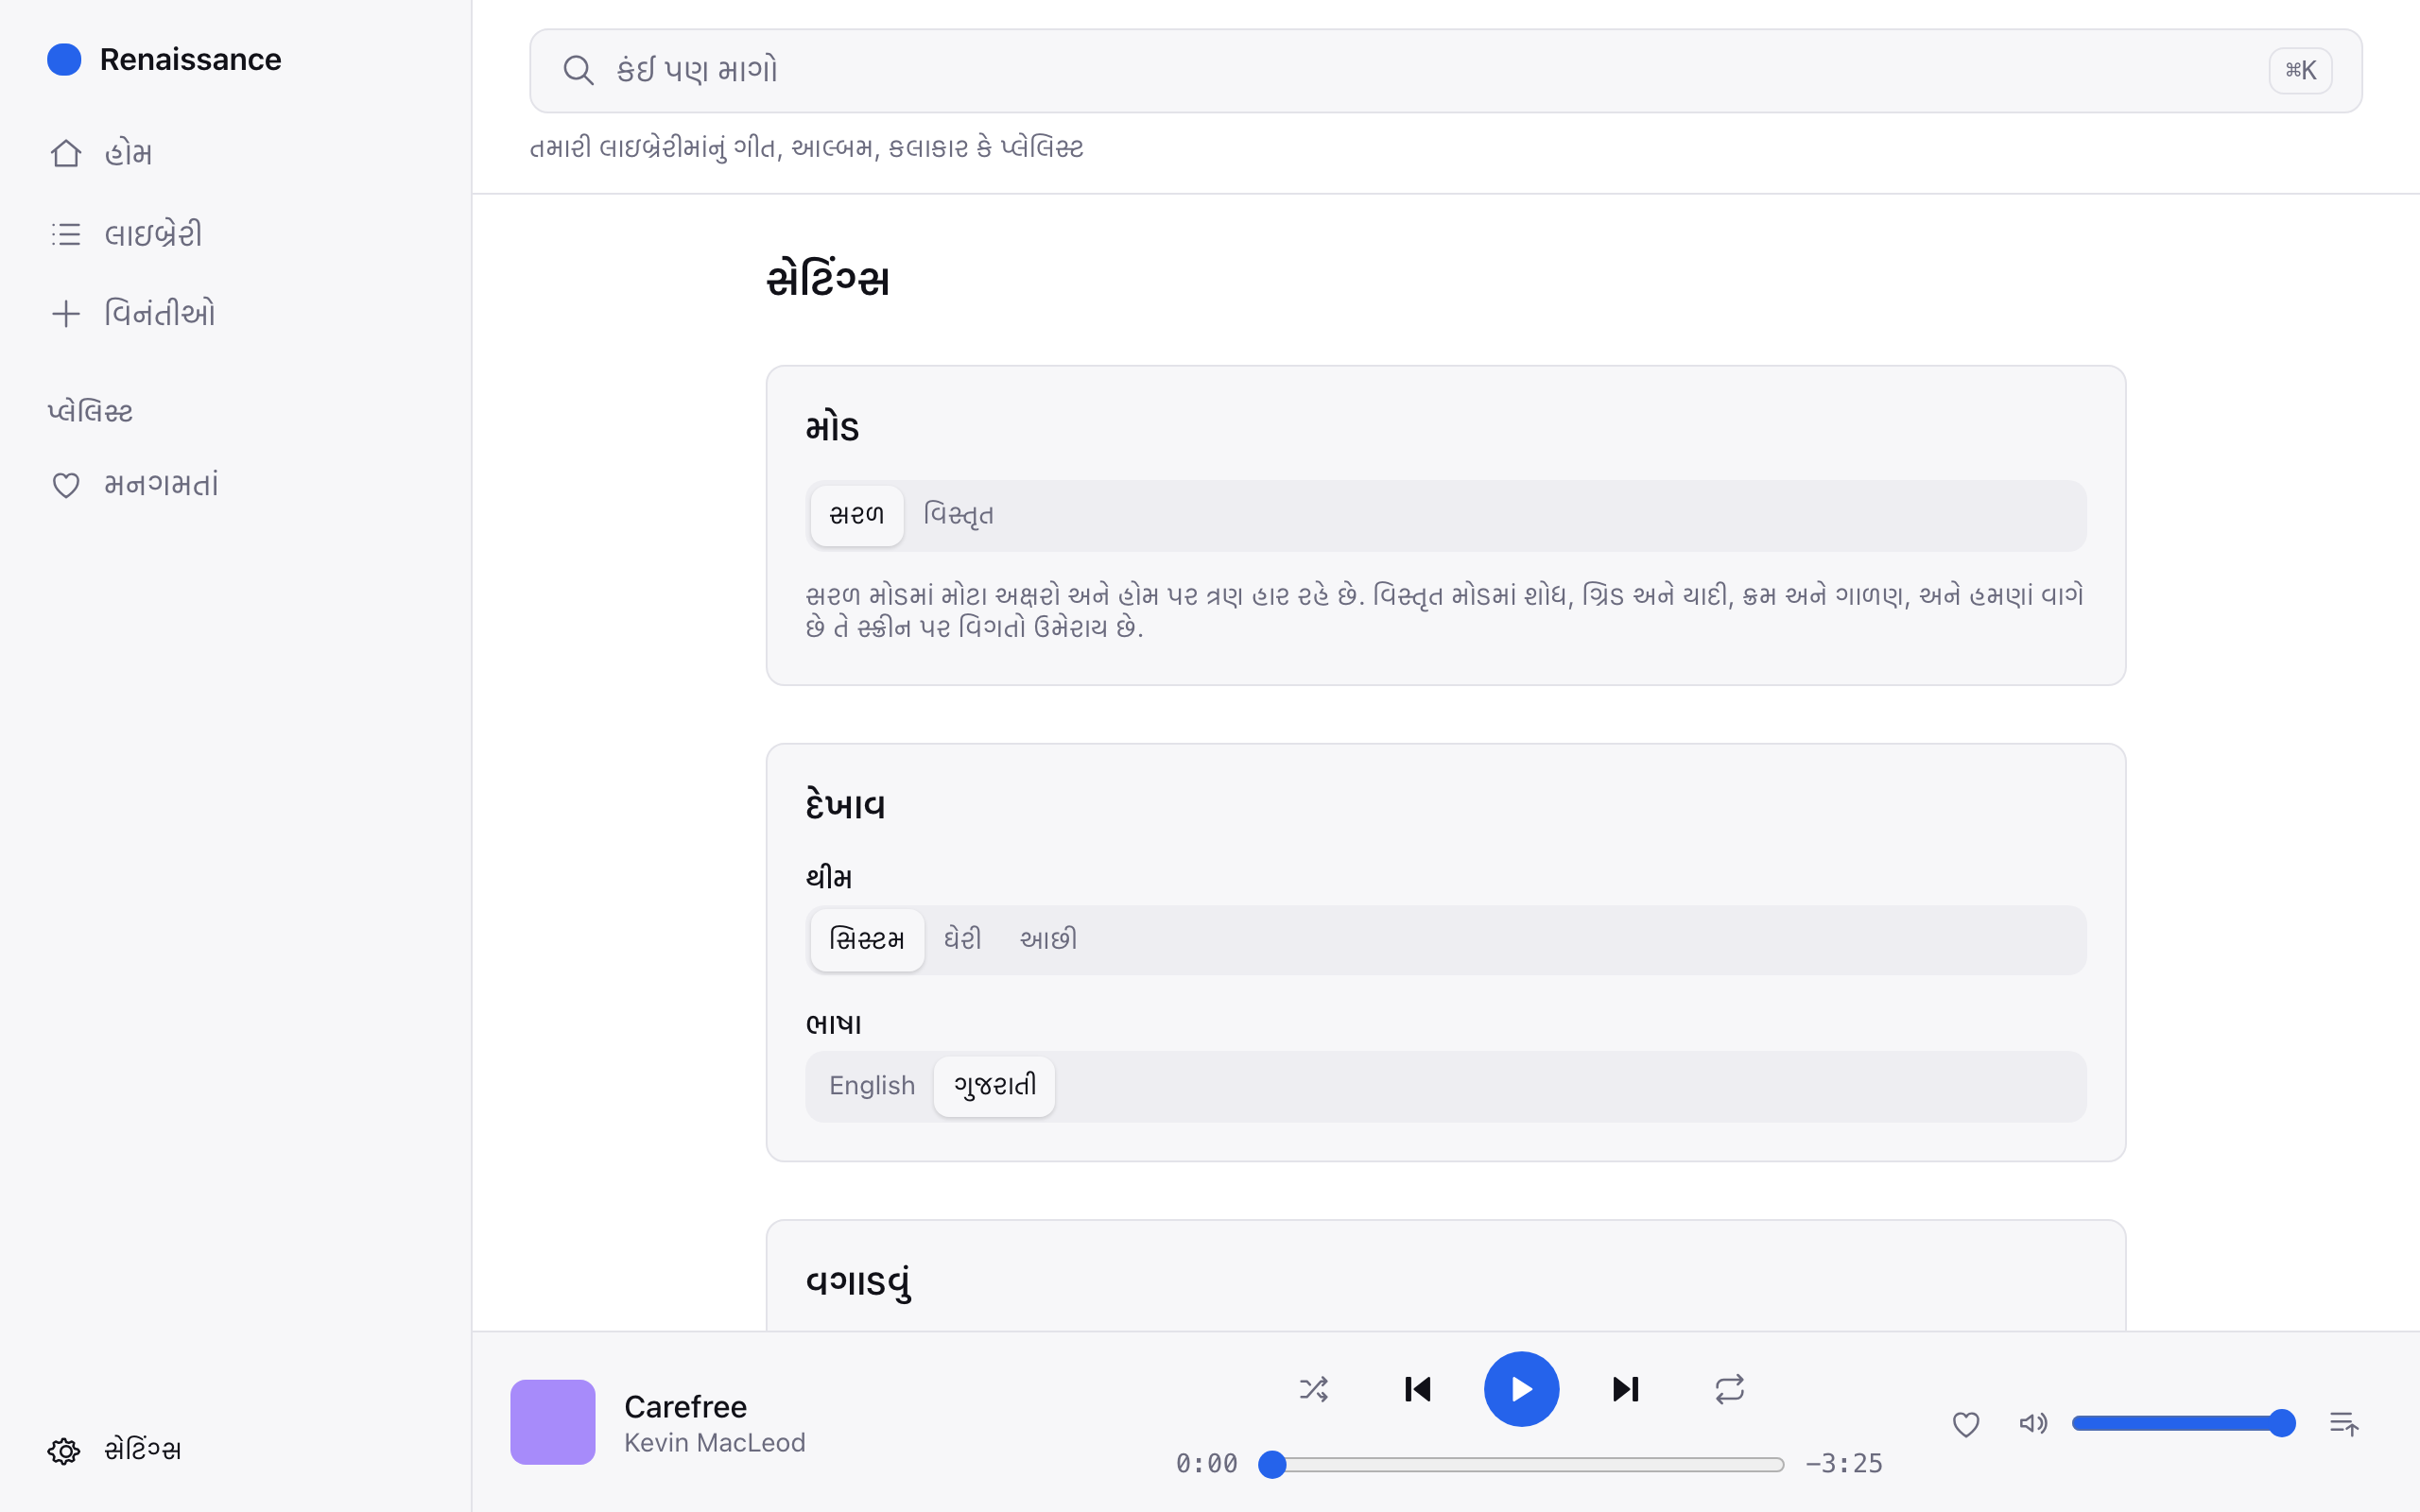 Renaissance
હોમ
લાઇબ્રેરી
વિનંતીઓ
પ્લેલિસ્ટ
મનગમતાં
સેટિંગ્સ
કંઈ પણ માગો
⌘K
તમારી લાઇબ્રેરીમાંનું ગીત, આલ્બમ, કલાકાર કે પ્લેલિસ્ટ
સેટિંગ્સ
મોડ
સરળ વિસ્તૃત
સરળ મોડમાં મોટા અક્ષરો અને હોમ પર ત્રણ હાર રહે છે. વિસ્તૃત મોડમાં શોધ, ગ્રિડ અને યાદી, ક્રમ અને ગાળણ, અને હમણાં વાગે
છે તે સ્ક્રીન પર વિગતો ઉમેરાય છે.
દેખાવ
થીમ
સિસ્ટમ ઘેરી આછી
ભાષા
English ગુજરાતી
વગાડવું
Carefree
Kevin MacLeod
0:00
−3:25